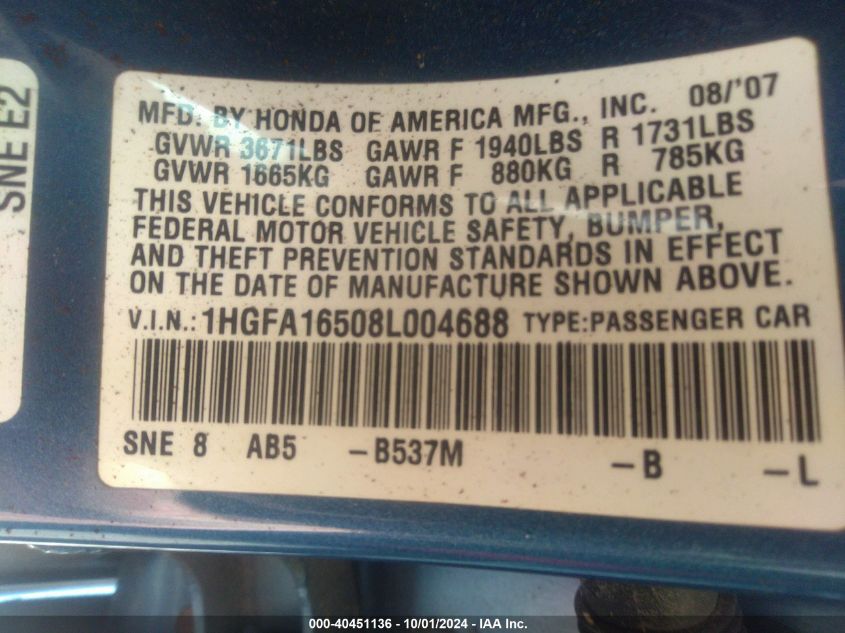 SNE E2
MFD. BY HONDA OF AMERICA MFG., INC. 08/'07
GVWR 3671LBS GAWR F 1940LBS R 1731LBS
GVWR 1665KG GAWR F 880KG R 785KG
THIS VEHICLE CONFORMS TO ALL APPLICABLE
FEDERAL MOTOR VEHICLE SAFETY, BUMPER,
AND THEFT PREVENTION STANDARDS IN EFFECT
ON THE DATE OF MANUFACTURE SHOWN ABOVE.
V.I.N.: 1HGFA16508L004688 TYPE:PASSENGER CAR
SNE 8 AB5 -B537M -B -L
000-40451136 - 10/01/2024 - IAA Inc.